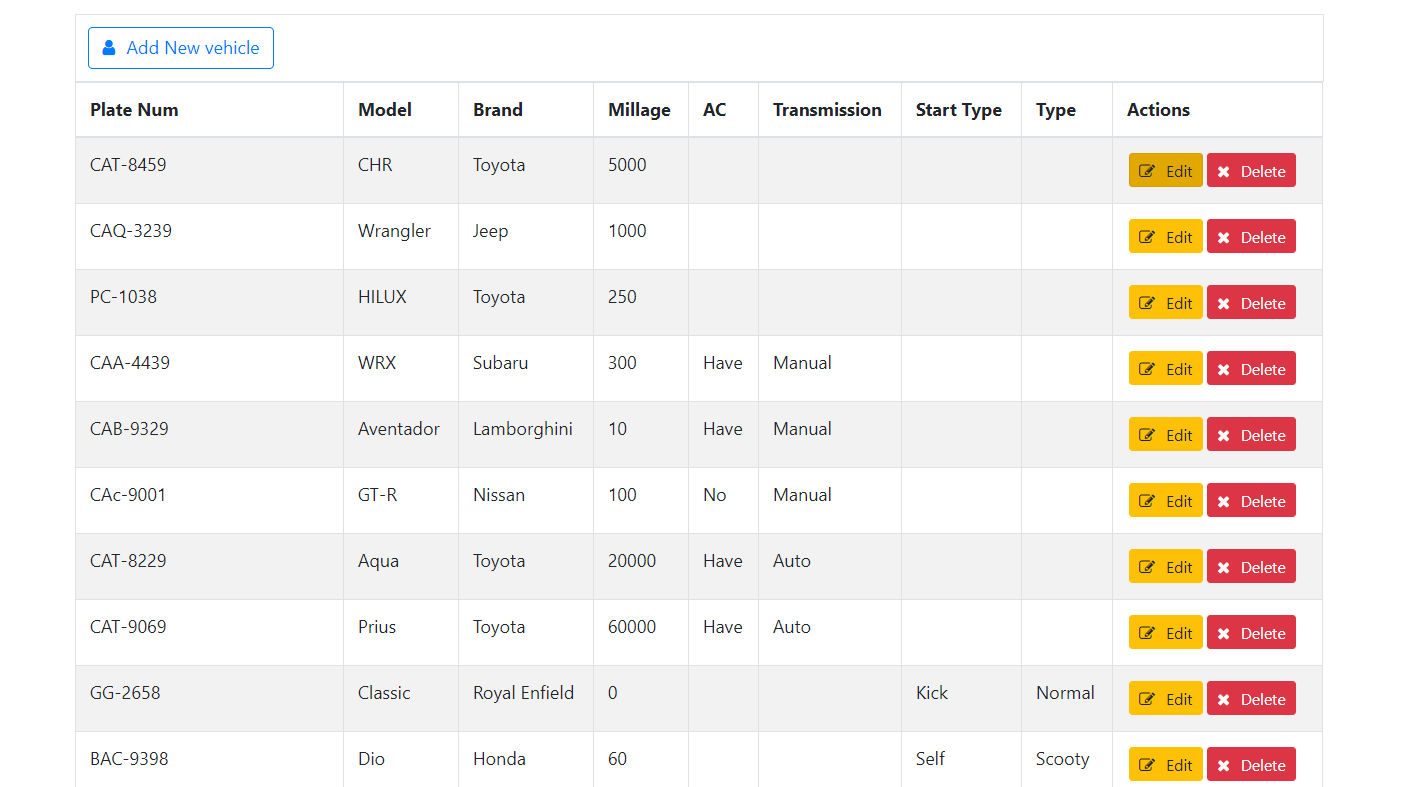 Add New vehicle
Plate Num Model Brand Millage AC Transmission Start Type Type Actions
CAT-8459 CHR Toyota 5000 Edit Delete
CAQ-3239 Wrangler Jeep 1000 Edit Delete
PC-1038 HILUX Toyota 250 Edit Delete
CAA-4439 WRX Subaru 300 Have Manual Edit Delete
CAB-9329 Aventador Lamborghini 10 Have Manual Edit Delete
CAc-9001 GT-R Nissan 100 No Manual Edit Delete
CAT-8229 Aqua Toyota 20000 Have Auto Edit Delete
CAT-9069 Prius Toyota 60000 Have Auto Edit Delete
GG-2658 Classic Royal Enfield 0 Kick Normal Edit Delete
BAC-9398 Dio Honda 60 Self Scooty Edit Delete